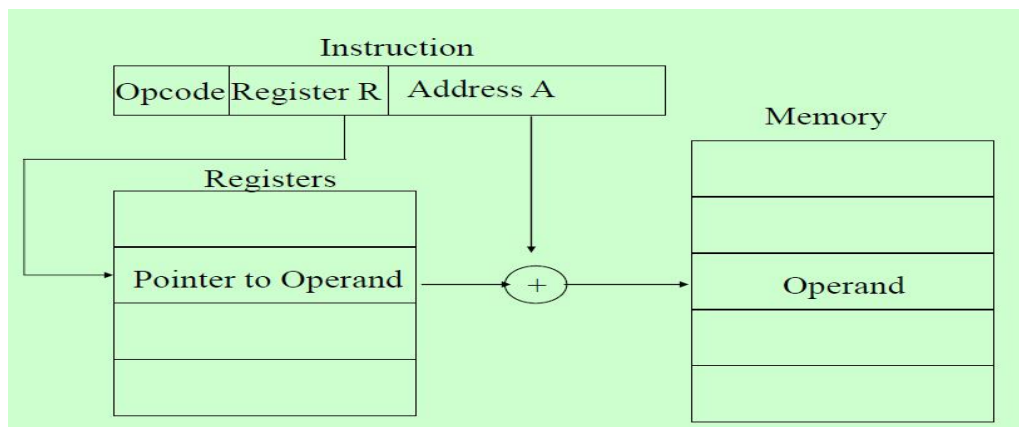 Instruction
Opcode Register R Address A
Memory
Registers
Pointer to Operand + Operand